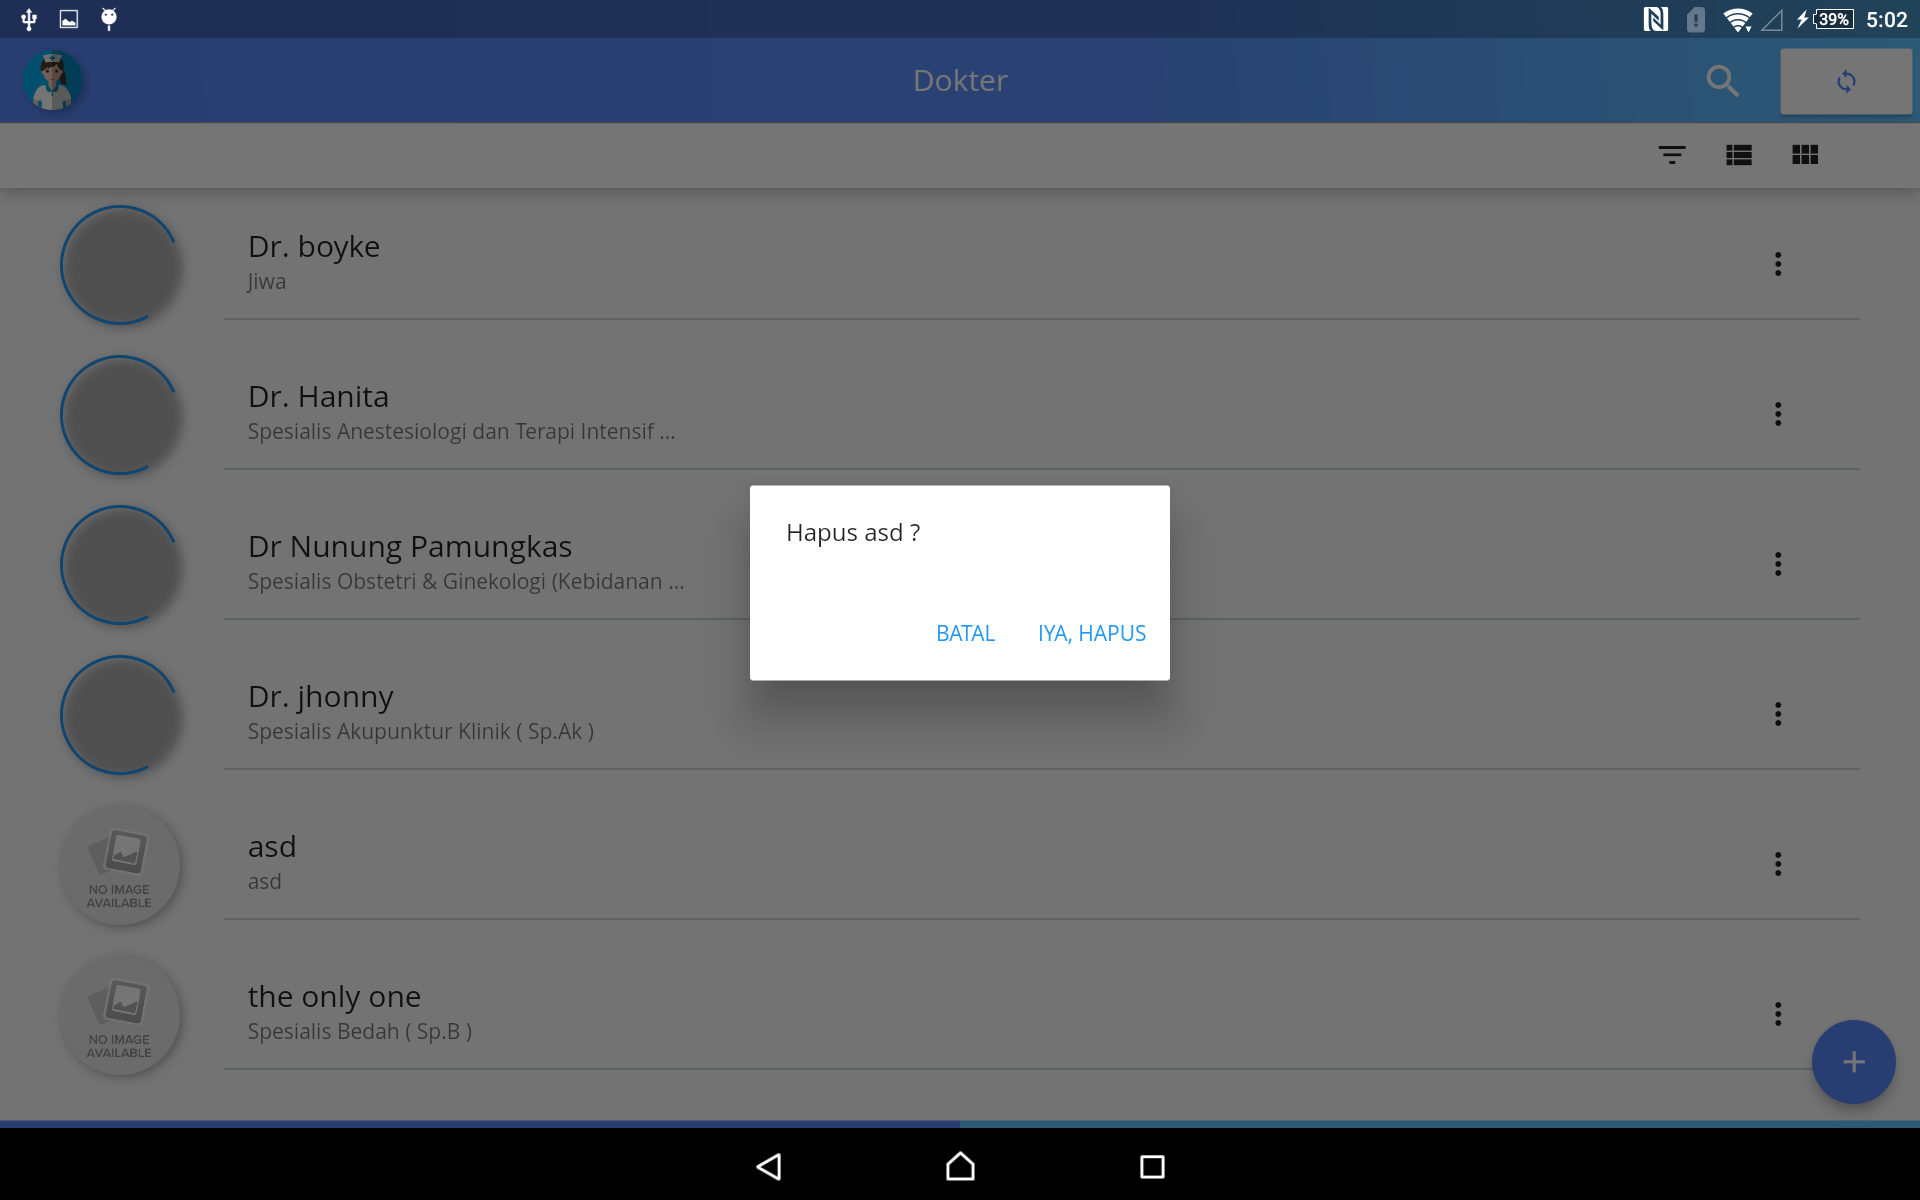 39% 5:02
Dokter
Dr. boyke
Jiwa
Dr. Hanita
Spesialis Anestesiologi dan Terapi Intensif ...
Dr Nunung Pamungkas
Spesialis Obstetri & Ginekologi (Kebidanan ...
Hapus asd ?
BATAL IYA, HAPUS
Dr. jhonny
Spesialis Akupunktur Klinik ( Sp.Ak )
NO IMAGE
AVAILABLE
asd
asd
NO IMAGE
AVAILABLE
the only one
Spesialis Bedah ( Sp.B )